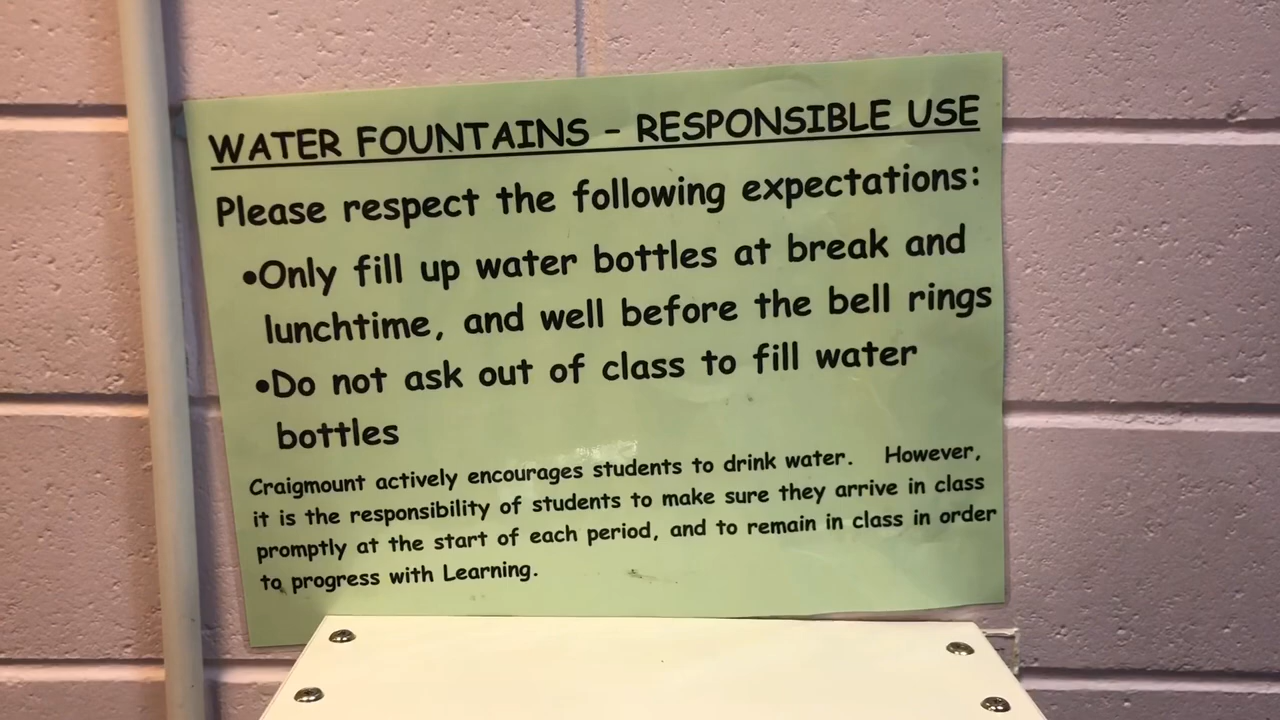 WATER FOUNTAINS - RESPONSIBLE USE
Please respect the following expectations:
•Only fill up water bottles at break and
lunchtime, and well before the bell rings
•Do not ask out of class to fill water
bottles
Craigmount actively encourages students to drink water. However,
it is the responsibility of students to make sure they arrive in class
promptly at the start of each period, and to remain in class in order
to progress with Learning.